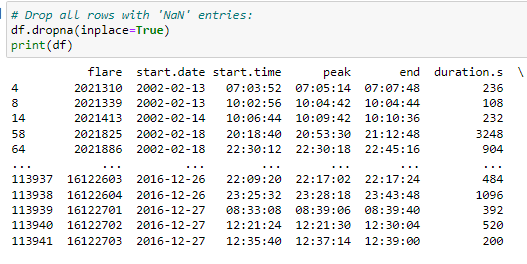 # Drop all rows with 'NaN' entries:
df.dropna(inplace=True)
print(df)
flare start.date start.time peak end duration.s \
4 2021310 2002-02-13 07:03:52 07:05:14 07:07:48 236
8 2021339 2002-02-13 10:02:56 10:04:42 10:04:44 108
14 2021413 2002-02-14 10:06:44 10:09:42 10:10:36 232
58 2021825 2002-02-18 20:18:40 20:53:30 21:12:48 3248
64 2021886 2002-02-18 22:30:12 22:30:18 22:45:16 904
... ... ... ... ... ... ...
113937 16122603 2016-12-26 22:09:20 22:17:02 22:17:24 484
113938 16122604 2016-12-26 23:25:32 23:28:18 23:43:48 1096
113939 16122701 2016-12-27 08:33:08 08:39:06 08:39:40 392
113940 16122702 2016-12-27 12:21:24 12:21:30 12:30:04 520
113941 16122703 2016-12-27 12:35:40 12:37:14 12:39:00 200